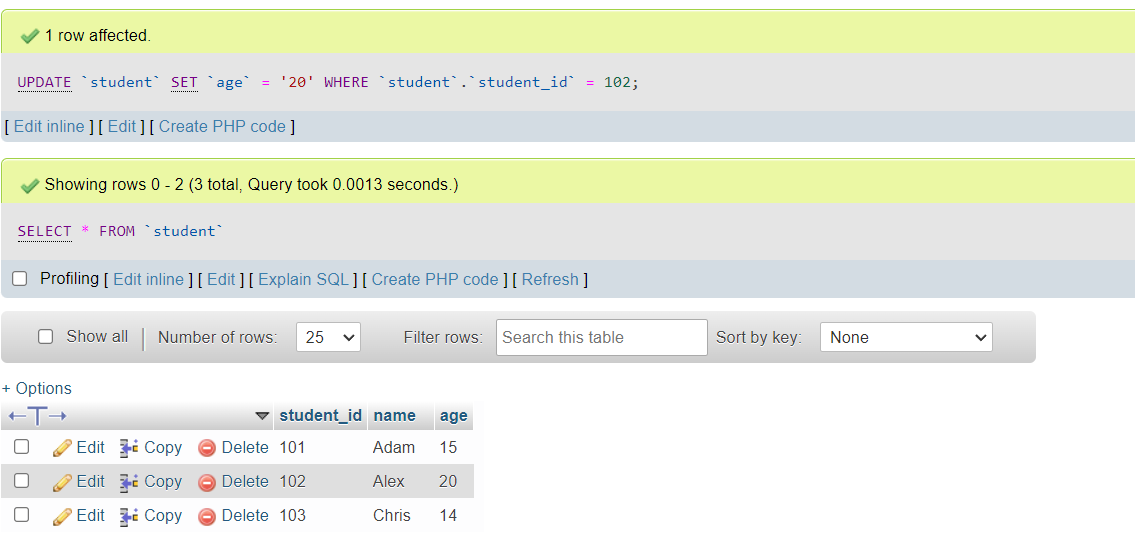 1 row affected.
UPDATE `student` SET `age` = '20' WHERE `student`.`student_id` = 102;
[ Edit inline ] [ Edit ] [ Create PHP code ]
Showing rows 0 - 2 (3 total, Query took 0.0013 seconds.)
SELECT * FROM `student`
Profiling [ Edit inline ] [ Edit ] [ Explain SQL ] [ Create PHP code ] [ Refresh ]
Show all | Number of rows: 25 Filter rows: Search this table Sort by key: None
+ Options
←T→ student_id name age
Edit Copy Delete 101 Adam 15
Edit Copy Delete 102 Alex 20
Edit Copy Delete 103 Chris 14